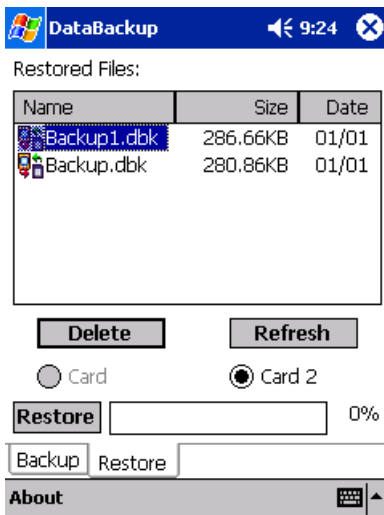 DataBackup 9:24
Restored Files:
Name Size Date
Backup1.dbk 286.66KB 01/01
Backup.dbk 280.86KB 01/01
Delete Refresh
Card Card 2
Restore 0%
Backup Restore
About